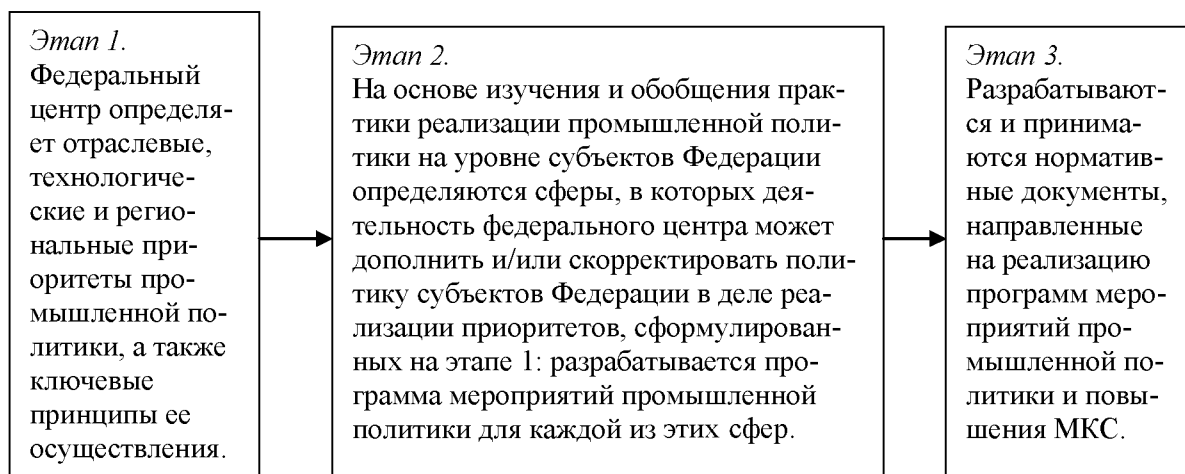 Этап 1.
Федеральный
центр определя-
ет отраслевые,
технологиче-
ские и регио-
нальные при-
оритеты про-
мышленной по-
литики, а также
ключевые
принципы ее
осуществления.
Этап 2.
На основе изучения и обобщения прак-
тики реализации промышленной поли-
тики на уровне субъектов Федерации
определяются сферы, в которых дея-
тельность федерального центра может
дополнить и/или скорректировать поли-
тику субъектов Федерации в деле реа-
лизации приоритетов, сформулирован-
ных на этапе 1: разрабатывается про-
грамма мероприятий промышленной
политики для каждой из этих сфер.
Этап 3.
Разрабатывают-
ся и принима-
ются норматив-
ные документы,
направленные
на реализацию
программ меро-
приятий про-
мышленной по-
литики и повы-
шения МКС.